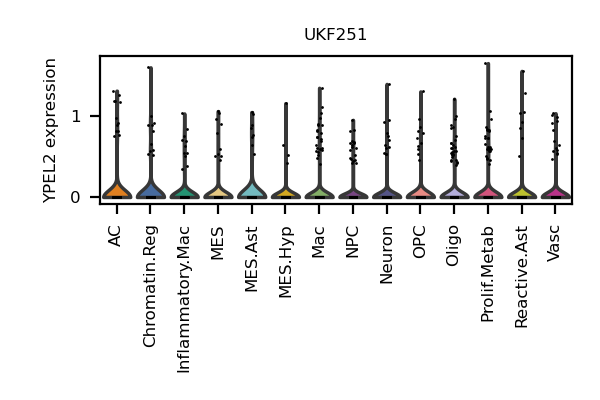 UKF251
YPEL2 expression
1
0
AC
Chromatin.Reg
Inflammatory.Mac
MES
MES.Ast
MES.Hyp
Mac
NPC
Neuron
OPC
Oligo
Prolif.Metab
Reactive.Ast
Vasc